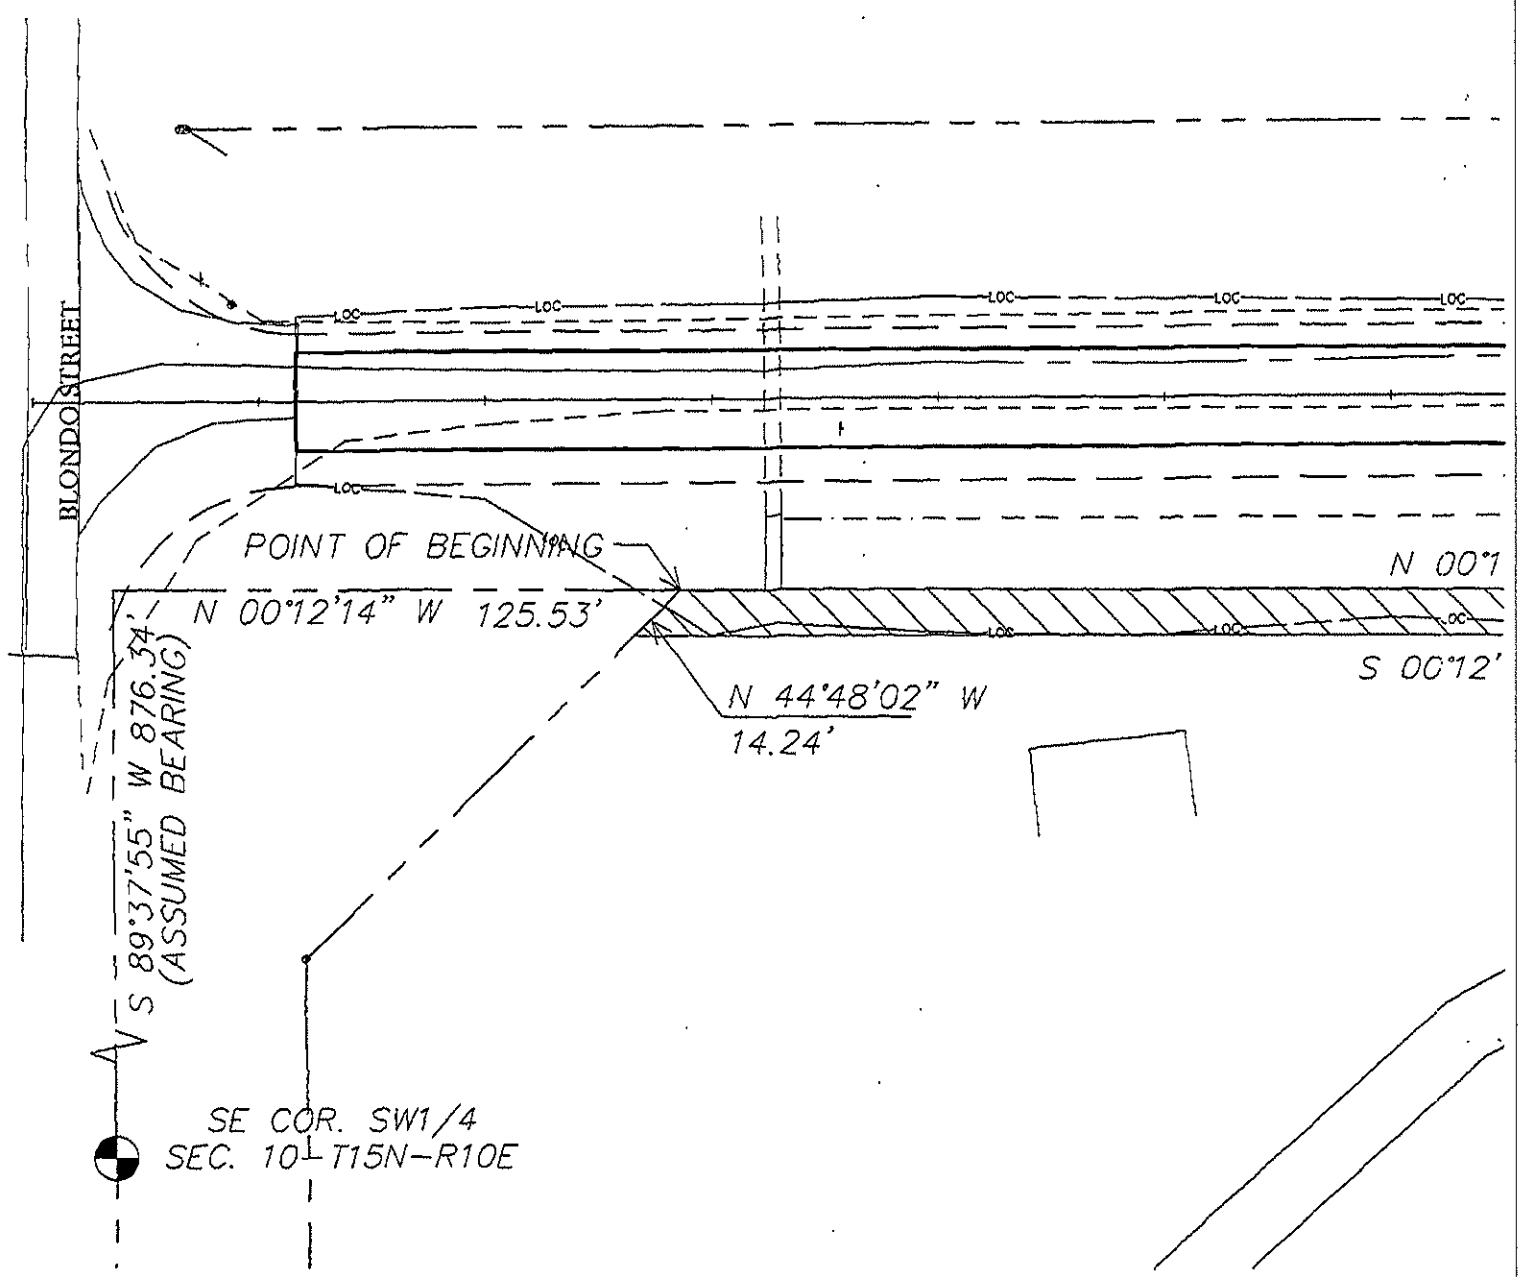 LOC
LOC
LOC
LOC
LOC
BLONDO STREET
LOC
POINT OF BEGINNING
N 00°1
N 00°12'14" W 125.53'
LOC
LOC
LOC
S 00°12'
N 44°48'02" W
14.24'
S 89°37'55" W 876.34'
(ASSUMED BEARING)
SE COR. SW1/4
SEC. 10-T15N-R10E